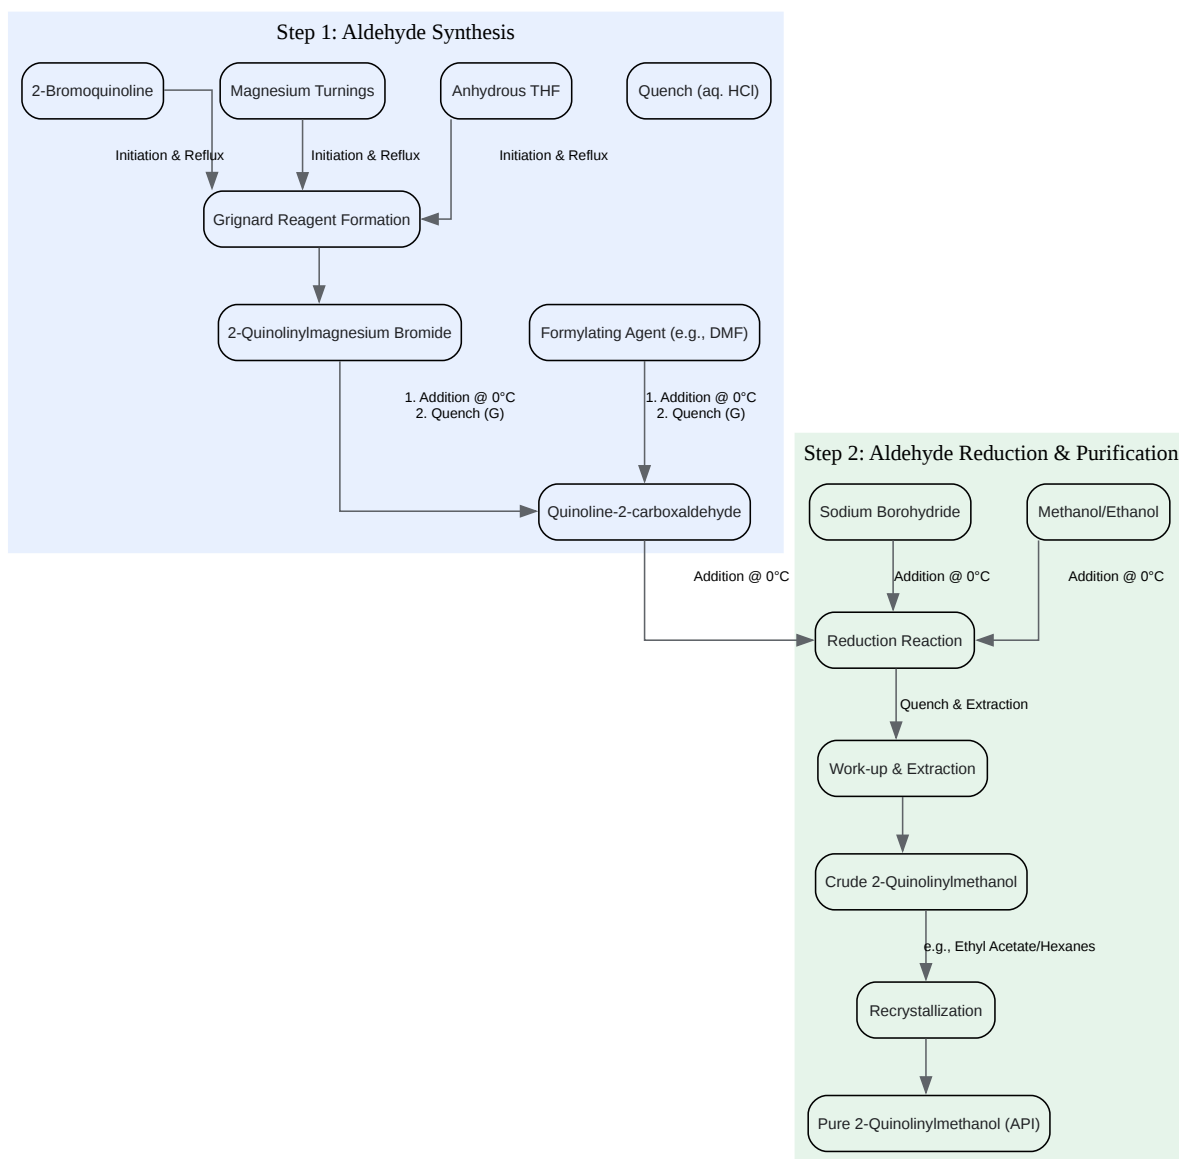 Step 1: Aldehyde Synthesis
2-Bromoquinoline
Magnesium Turnings
Anhydrous THF
Quench (aq. HCl)
Initiation & Reflux
Initiation & Reflux
Initiation & Reflux
Grignard Reagent Formation
2-Quinolinylmagnesium Bromide
Formylating Agent (e.g., DMF)
1. Addition @ 0°C
2. Quench (G)
1. Addition @ 0°C
2. Quench (G)
Quinoline-2-carboxaldehyde
Step 2: Aldehyde Reduction & Purification
Sodium Borohydride
Methanol/Ethanol
Addition @ 0°C
Addition @ 0°C
Addition @ 0°C
Reduction Reaction
Quench & Extraction
Work-up & Extraction
Crude 2-Quinolinylmethanol
e.g., Ethyl Acetate/Hexanes
Recrystallization
Pure 2-Quinolinylmethanol (API)